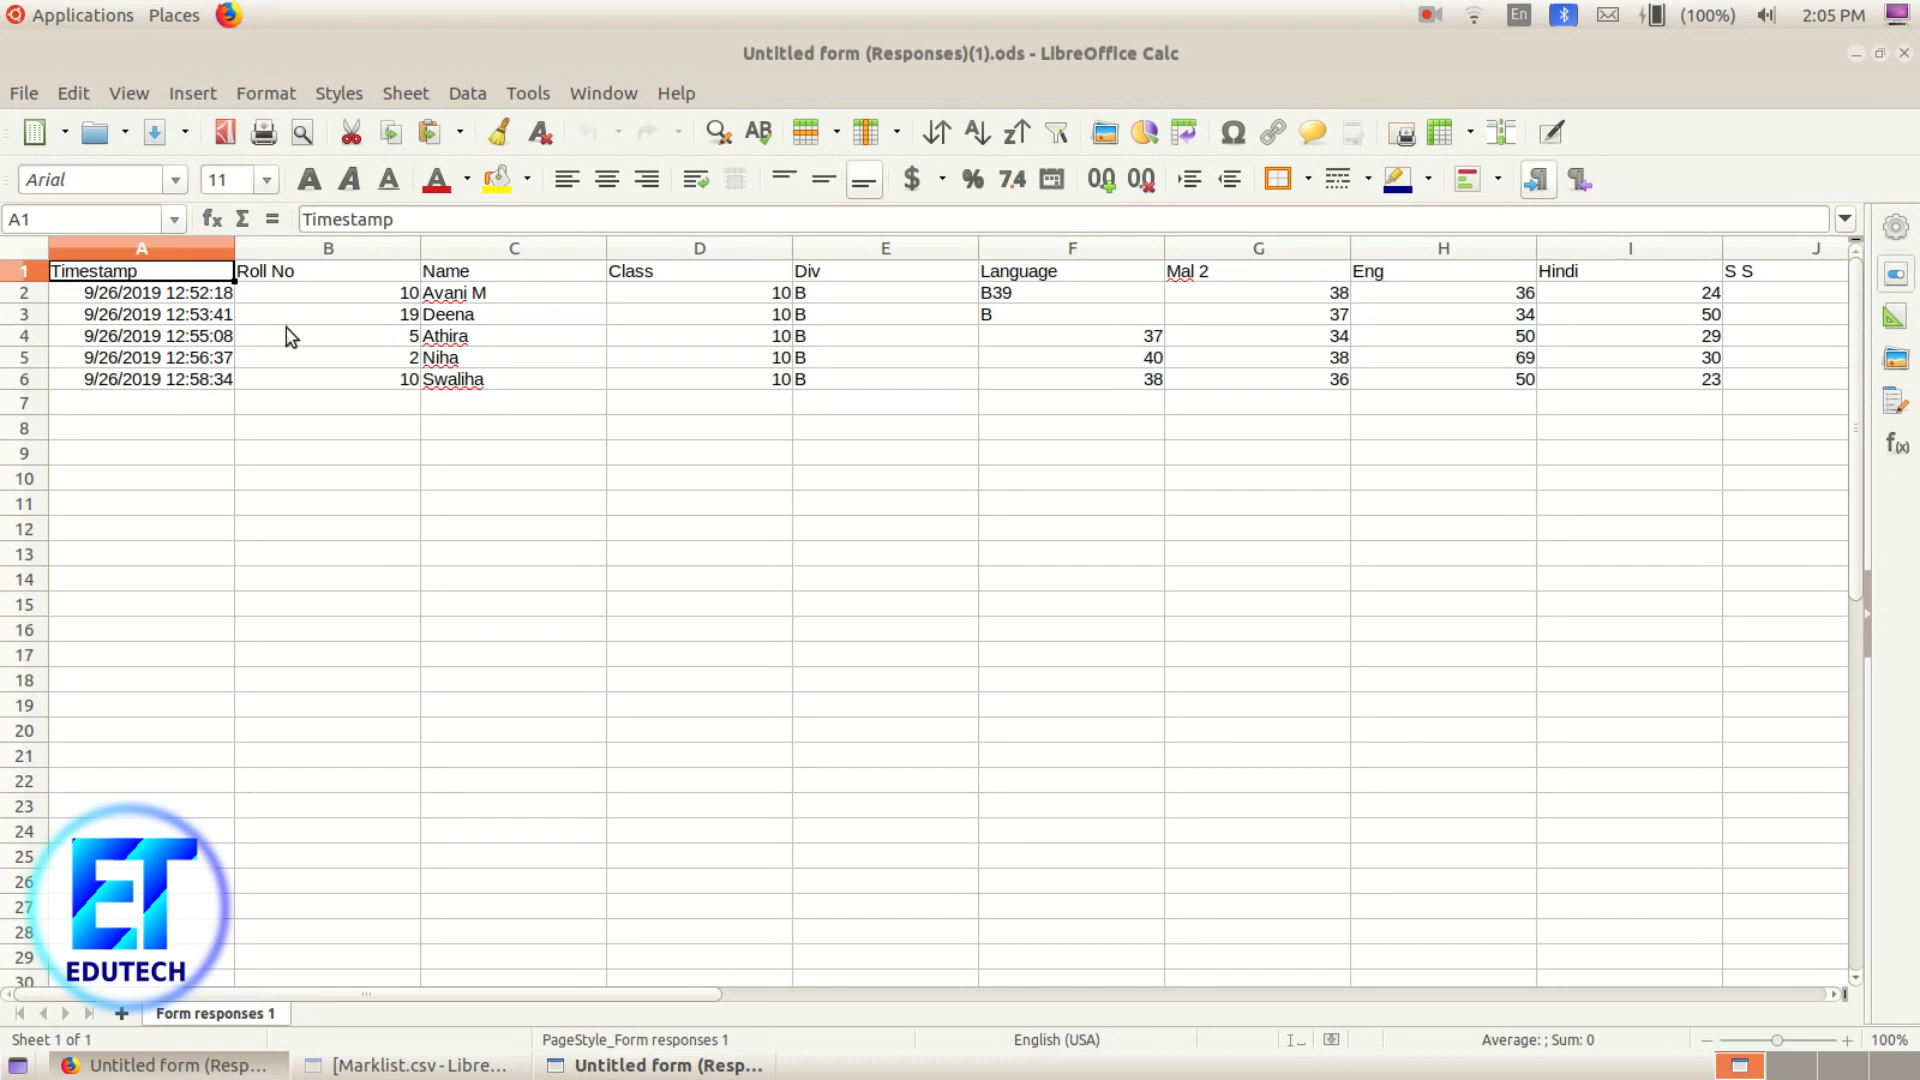 Applications Places En (100%) 2:05 PM
Untitled form (Responses)(1).ods - LibreOffice Calc
File Edit View Insert Format Styles Sheet Data Tools Window Help
Arial 11
A1 Timestamp
A B C D E F G H I J
1 Timestamp Roll No Name Class Div Language Mal 2 Eng Hindi S S
2 9/26/2019 12:52:18 10 Avani M 10 B B39 38 36 24
3 9/26/2019 12:53:41 19 Deena 10 B B 37 34 50
4 9/26/2019 12:55:08 5 Athira 10 B 37 34 50 29
5 9/26/2019 12:56:37 2 Niha 10 B 40 38 69 30
6 9/26/2019 12:58:34 10 Swaliha 10 B 38 36 50 23
7
8
9
10
11
12
13
14
15
16
17
18
19
20
21
22
23
24
25
26
27
28
29
30
ET
EDUTECH
Form responses 1
Sheet 1 of 1 PageStyle_Form responses 1 English (USA) Average: ; Sum: 0 100%
Untitled form (Resp... [Marklist.csv - Libre... Untitled form (Resp...